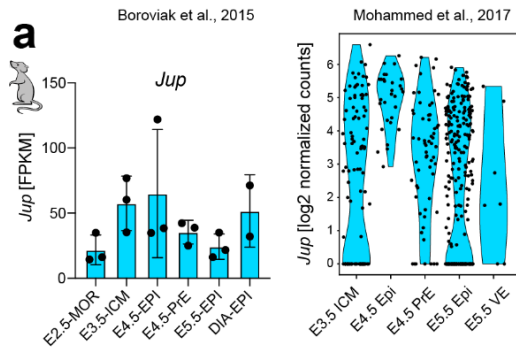 a
Boroviak et al., 2015
Jup
Jup [FPKM]
150
100
50
0
E2.5-MOR
E3.5-ICM
E4.5-EPI
E4.5-PrE
E5.5-EPI
DIA-EPI
Mohammed et al., 2017
Jup [log2 normalized counts]
6
5
4
3
2
1
0
E3.5 ICM
E4.5 Epi
E4.5 PrE
E5.5 Epi
E5.5 VE